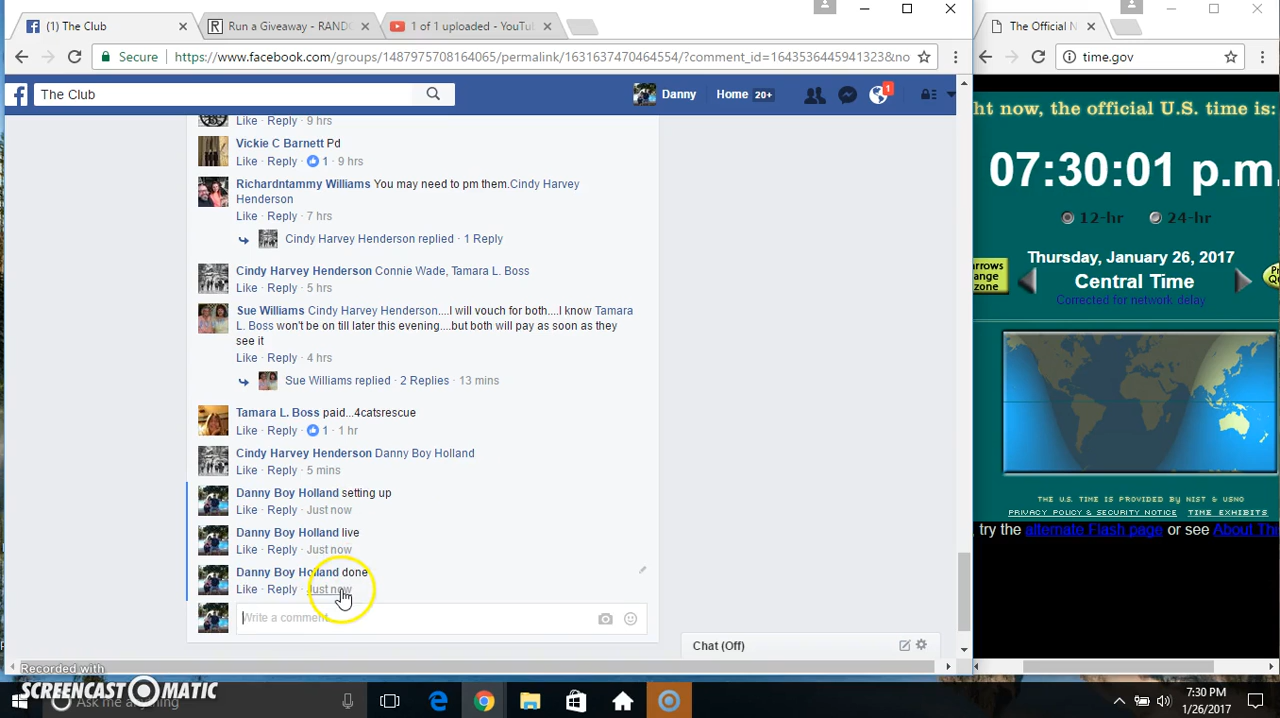 (1) The Club
Run a Giveaway - RAND
1 of 1 uploaded - YouTu
The Official N
Secure
https://www.facebook.com/groups/1487975708164065/permalink/1631637470464554/?comment_id=1643536445941323&no
time.gov
The Club
Danny
Home 20+
1
ht now, the official U.S. time is:
Like · Reply · 9 hrs
Vickie C Barnett Pd
Like · Reply · 1 · 9 hrs
Richardntammy Williams You may need to pm them.Cindy Harvey
Henderson
Like · Reply · 7 hrs
Cindy Harvey Henderson replied · 1 Reply
Cindy Harvey Henderson Connie Wade, Tamara L. Boss
Like · Reply · 5 hrs
Sue Williams Cindy Harvey Henderson....I will vouch for both....I know Tamara
L. Boss won't be on till later this evening....but both will pay as soon as they
see it
Like · Reply · 4 hrs
Sue Williams replied · 2 Replies · 13 mins
Tamara L. Boss paid...4catsrescue
Like · Reply · 1 · 1 hr
Cindy Harvey Henderson Danny Boy Holland
Like · Reply · 5 mins
Danny Boy Holland setting up
Like · Reply · Just now
Danny Boy Holland live
Like · Reply · Just now
Danny Boy Holland done
Like · Reply · Just now
Write a comment...
Chat (Off)
07:30:01 p.m.
12-hr 24-hr
Thursday, January 26, 2017
Central Time
Corrected for network delay
arrows
ange
zone
THE U.S. TIME IS PROVIDED BY NIST & USNO
PRIVACY POLICY & SECURITY NOTICE TIME EXHIBITS
, try the alternate Flash page or see About Thi
Recorded with
SCREENCAST-O-MATIC
Ask me anything
7:30 PM
1/26/2017